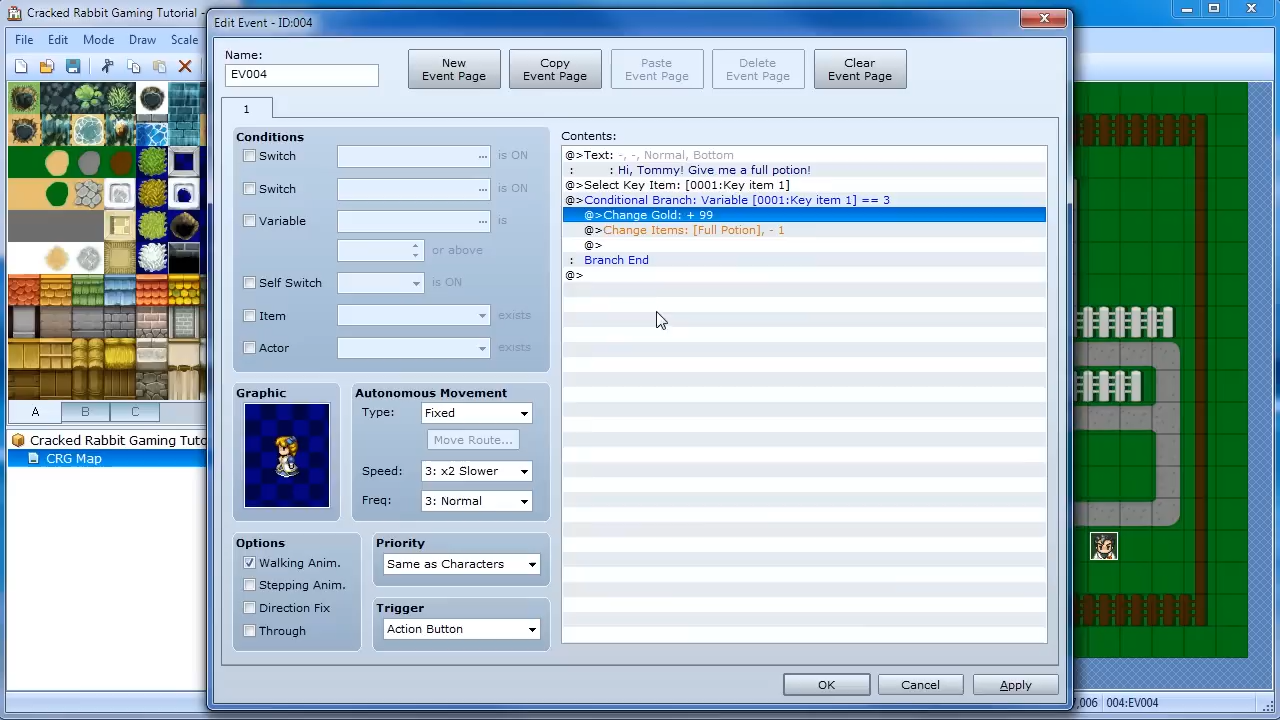 Cracked Rabbit Gaming Tutorial -
Edit Event - ID:004
File Edit Mode Draw Scale
Name:
EV004
New Event Page
Copy Event Page
Paste Event Page
Delete Event Page
Clear Event Page
1
Conditions
Switch ... is ON
Switch ... is ON
Variable ... is
or above
Self Switch is ON
Item exists
Actor exists
Graphic
Autonomous Movement
Type: Fixed
Move Route...
Speed: 3: x2 Slower
Freq: 3: Normal
Options
Walking Anim.
Stepping Anim.
Direction Fix
Through
Priority
Same as Characters
Trigger
Action Button
Contents:
@>Text: -, -, Normal, Bottom
: : Hi, Tommy! Give me a full potion!
@>Select Key Item: [0001:Key item 1]
@>Conditional Branch: Variable [0001:Key item 1] == 3
@>Change Gold: + 99
@>Change Items: [Full Potion], - 1
@>
: Branch End
@>
A B C
Cracked Rabbit Gaming Tuto
CRG Map
OK
Cancel
Apply
,006 004:EV004